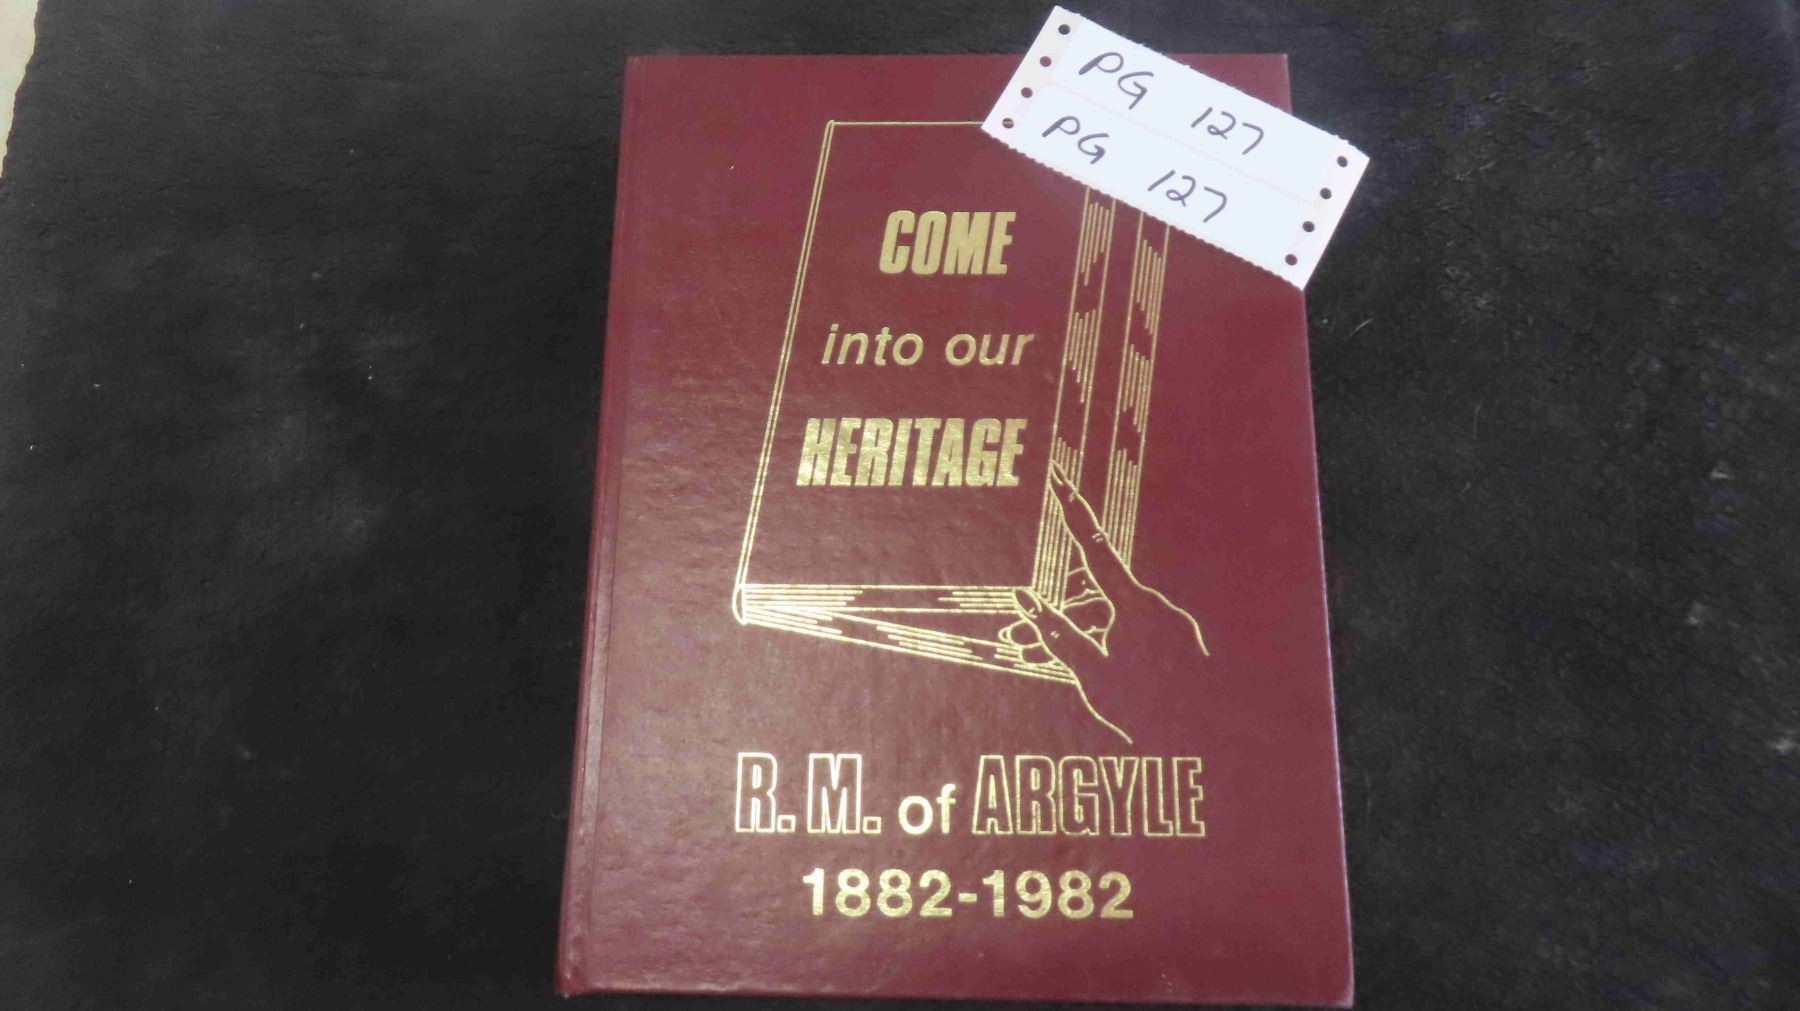 PG 127
PG 127
COME
into our
HERITAGE
R. M. of ARGYLE
1882-1982